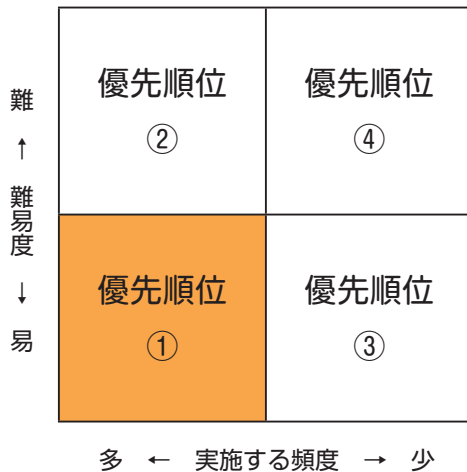 優先順位
②
優先順位
④
優先順位
①
優先順位
③
難 ↑ 難易度 ↓ 易
多 ← 実施する頻度 → 少